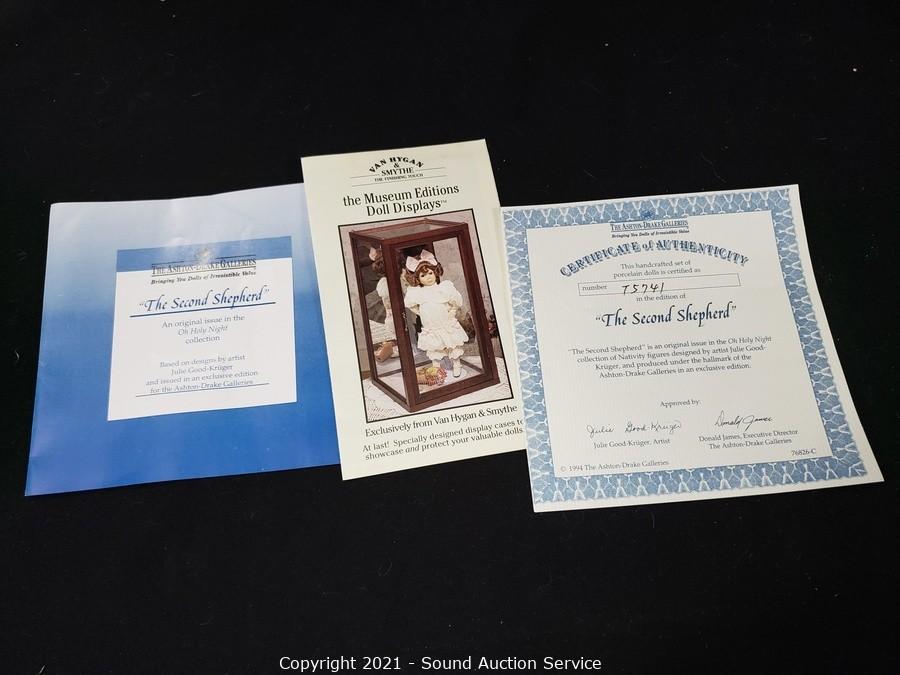 THE ASHTON-DRAKE GALLERIES
Bringing You Dolls of Irresistible Value
"The Second Shepherd"
An original issue in the
Oh Holy Night
collection
Based on designs by artist
Julie Good-Krüger
and issued in an exclusive edition
for the Ashton-Drake Galleries
VAN HYGAN
&
SMYTHE
THE FINISHING TOUCH
the Museum Editions
Doll Displays™
Exclusively from Van Hygan & Smythe
At last! Specially designed display cases to
showcase and protect your valuable dolls.
THE ASHTON-DRAKE GALLERIES
Bringing You Dolls of Irresistible Value
CERTIFICATE of AUTHENTICITY
This handcrafted set of
porcelain dolls is certified as
number T5741
in the edition of
"The Second Shepherd"
"The Second Shepherd" is an original issue in the Oh Holy Night
collection of Nativity figures designed by artist Julie Good-
Krüger, and produced under the hallmark of the
Ashton-Drake Galleries in an exclusive edition.
Approved by:
Julie Good-Krüger Donald James
Julie Good-Krüger, Artist
Donald James, Executive Director
The Ashton-Drake Galleries
76826-C
© 1994 The Ashton-Drake Galleries
Copyright 2021 - Sound Auction Service